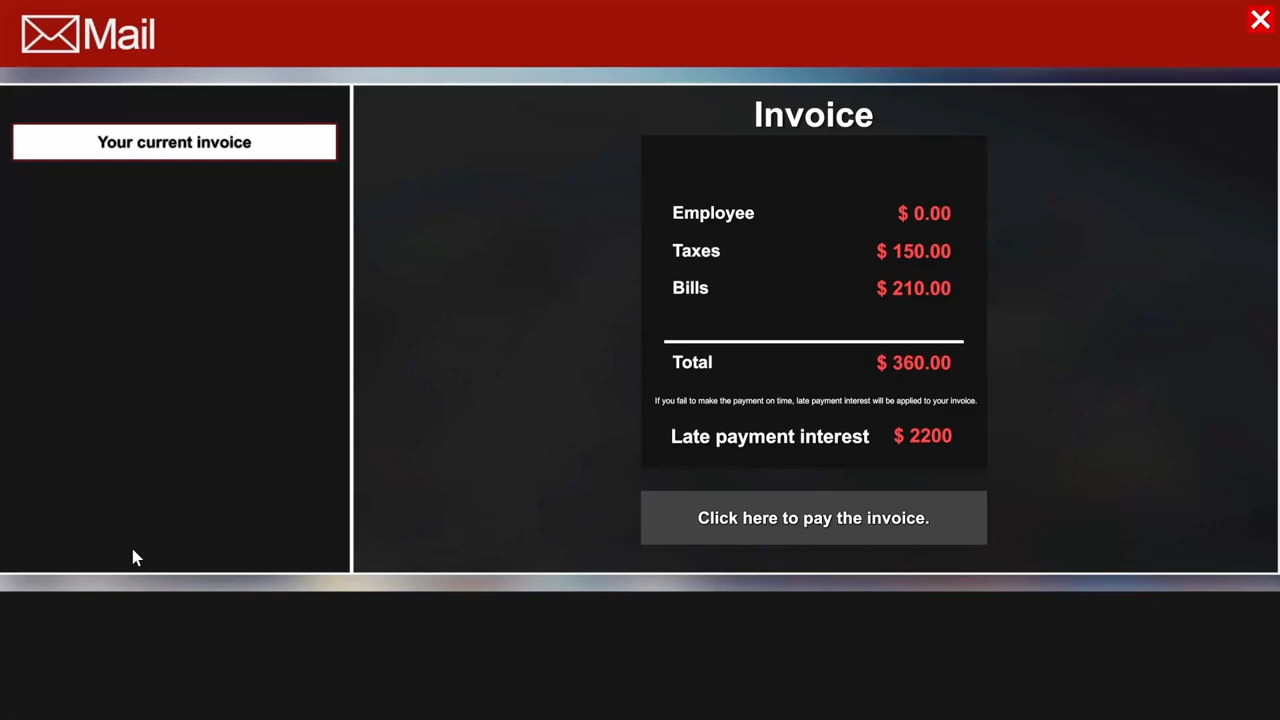 Mail
Your current invoice
Invoice
Employee $ 0.00
Taxes $ 150.00
Bills $ 210.00
Total $ 360.00
If you fail to make the payment on time, late payment interest will be applied to your invoice.
Late payment interest $ 2200
Click here to pay the invoice.